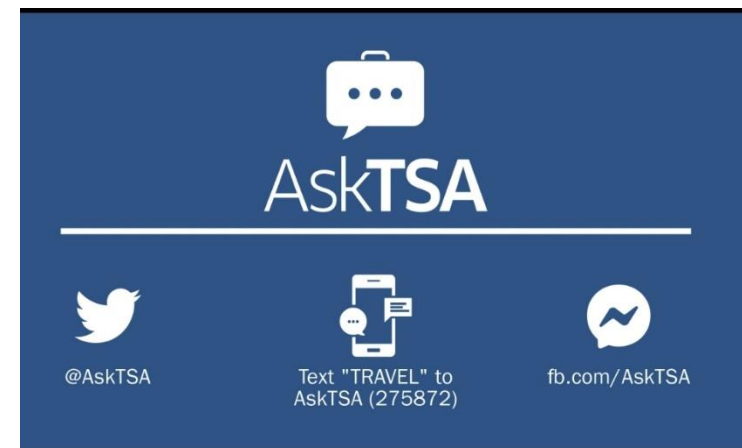 AskTSA
@AskTSA
Text "TRAVEL" to
AskTSA (275872)
fb.com/AskTSA